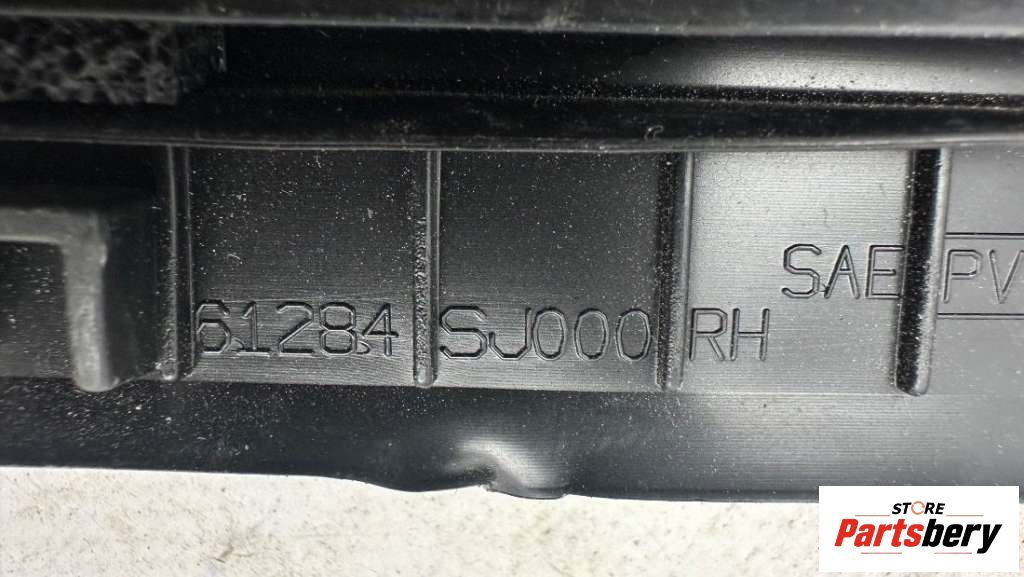 SAE PV
61284 SJ000 RH
STORE
Partsbery